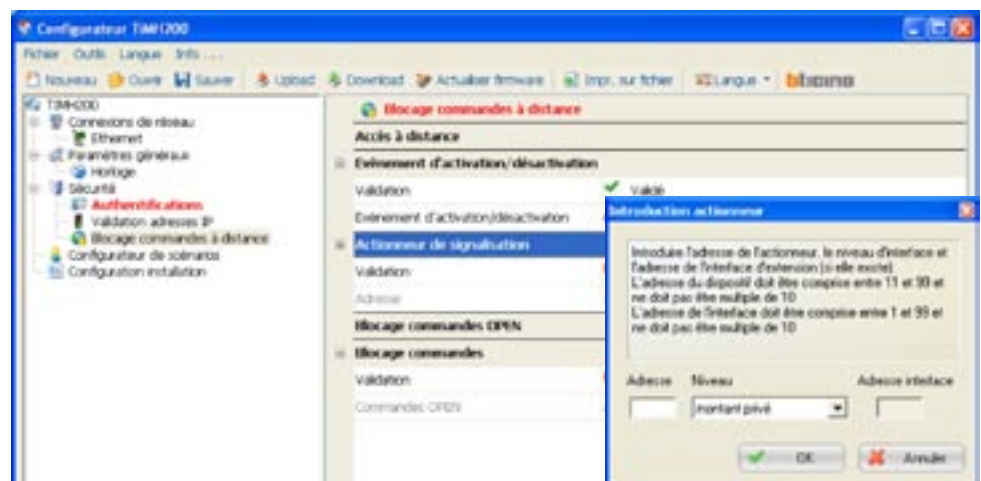 Configurateur TiMH200
Fichier Outils Langue Info ....
Nouveau Ouvrir Sauver Upload Download Actualiser firmware Impr. sur fichier Langue bticino
TiMH200
Connexions de réseau
Ethernet
Paramètres généraux
Horloge
Sécurité
Authentifications
Validation adresses IP
Blocage commandes à distance
Configurateur de scénarios
Configuration installation
Blocage commandes à distance
Accès à distance
Evénement d'activation/désactivation
Validation Validé
Evénement d'activation/désactivation
Actionneur de signalisation
Validation
Adresse
Blocage commandes OPEN
Blocage commandes
Validation
Commandes OPEN
Introduction actionneur
Introduire l'adresse de l'actionneur, le niveau d'interface et
l'adresse de l'interface d'extension (si elle existe)
L'adresse du dispositif doit être comprise entre 11 et 99 et
ne doit pas être multiple de 10
L'adresse de l'interface doit être comprise entre 1 et 99 et
ne doit pas être multiple de 10
Adresse Niveau Adresse interface
montant privé
OK Annuler